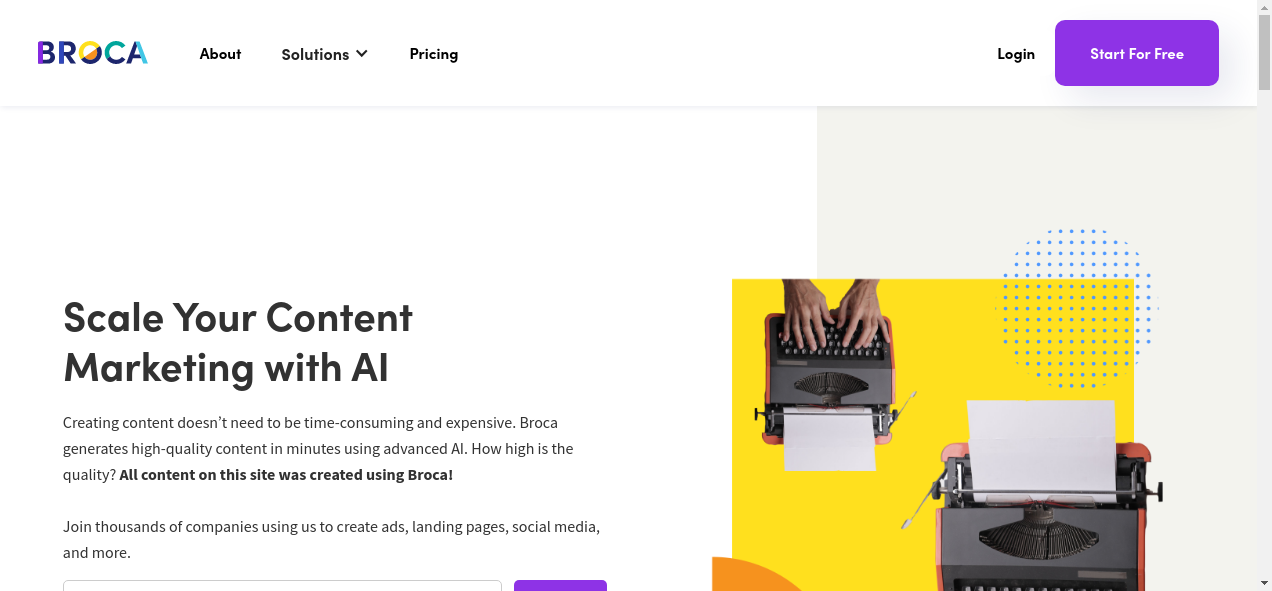 BROCA
About
Solutions
Pricing
Login
Start For Free
Scale Your Content
Marketing with AI
Creating content doesn’t need to be time-consuming and expensive. Broca
generates high-quality content in minutes using advanced AI. How high is the
quality? All content on this site was created using Broca!
Join thousands of companies using us to create ads, landing pages, social media,
and more.